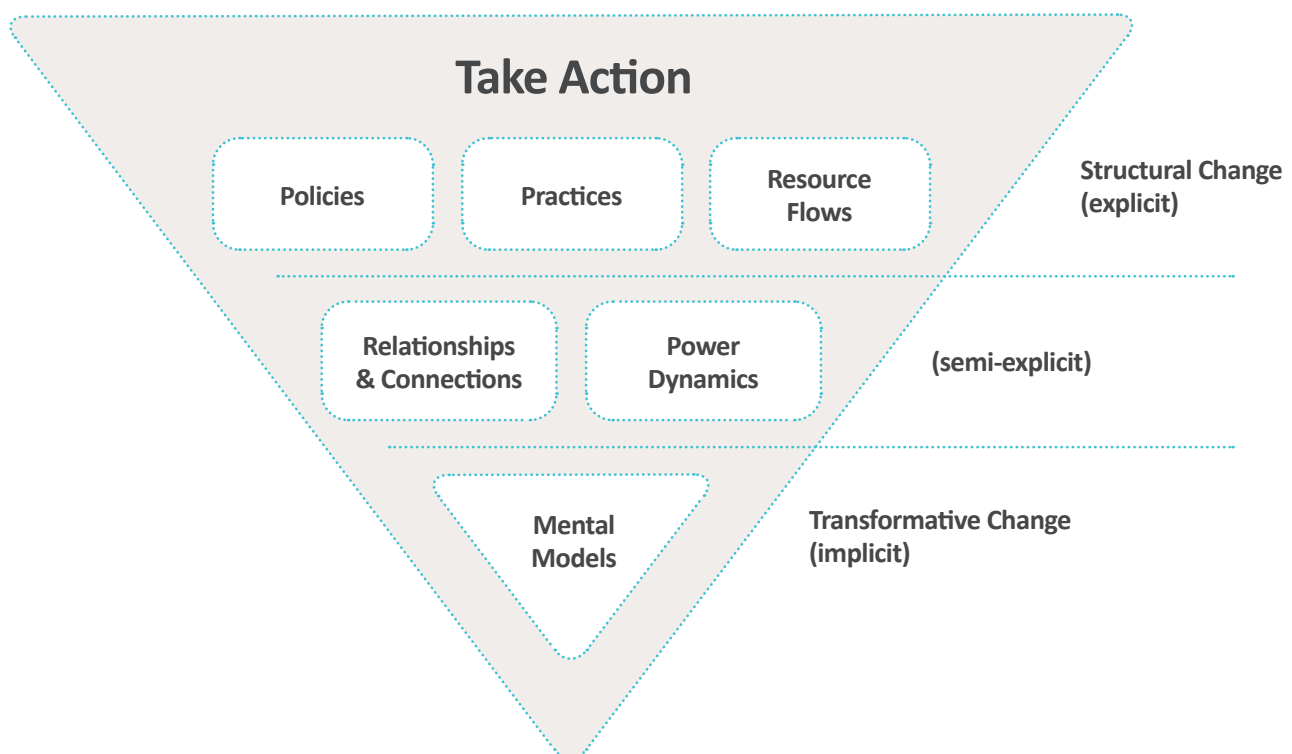 Take Action
Policies
Practices
Resource
Flows
Structural Change
(explicit)
Relationships
& Connections
Power
Dynamics
(semi-explicit)
Mental
Models
Transformative Change
(implicit)